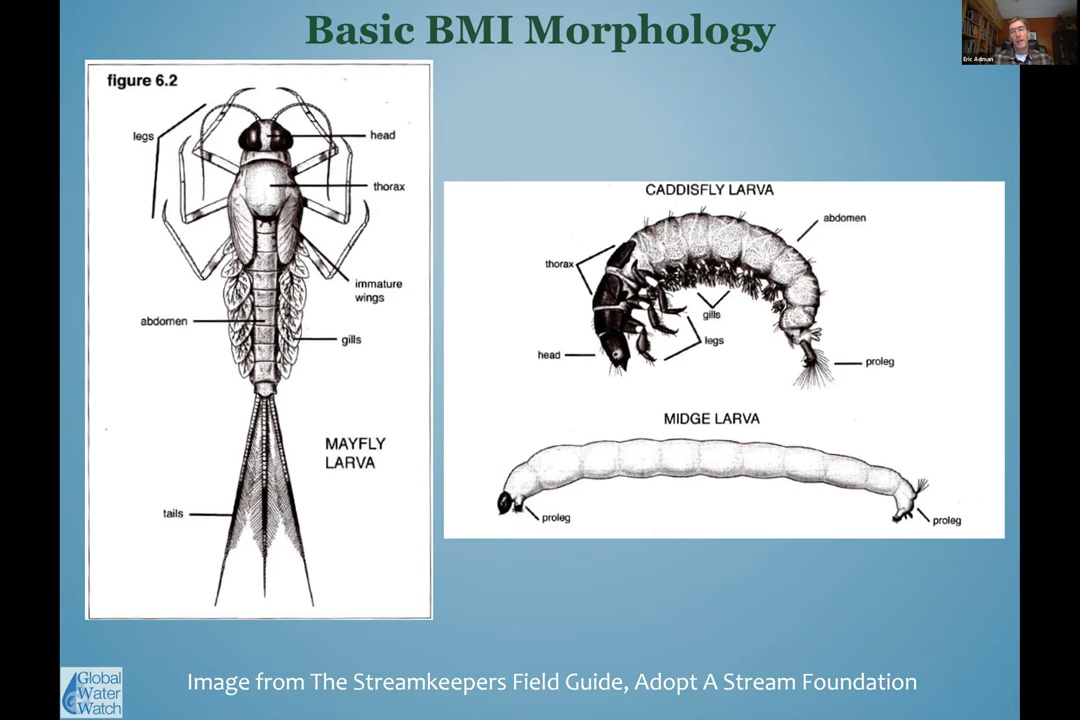 Basic BMI Morphology
Eric Adman
figure 6.2
legs
head
thorax
immature
wings
abdomen
gills
MAYFLY
LARVA
tails
CADDISFLY LARVA
abdomen
thorax
gills
legs
head
proleg
MIDGE LARVA
proleg
proleg
Image from The Streamkeepers Field Guide, Adopt A Stream Foundation
Global
Water
Watch